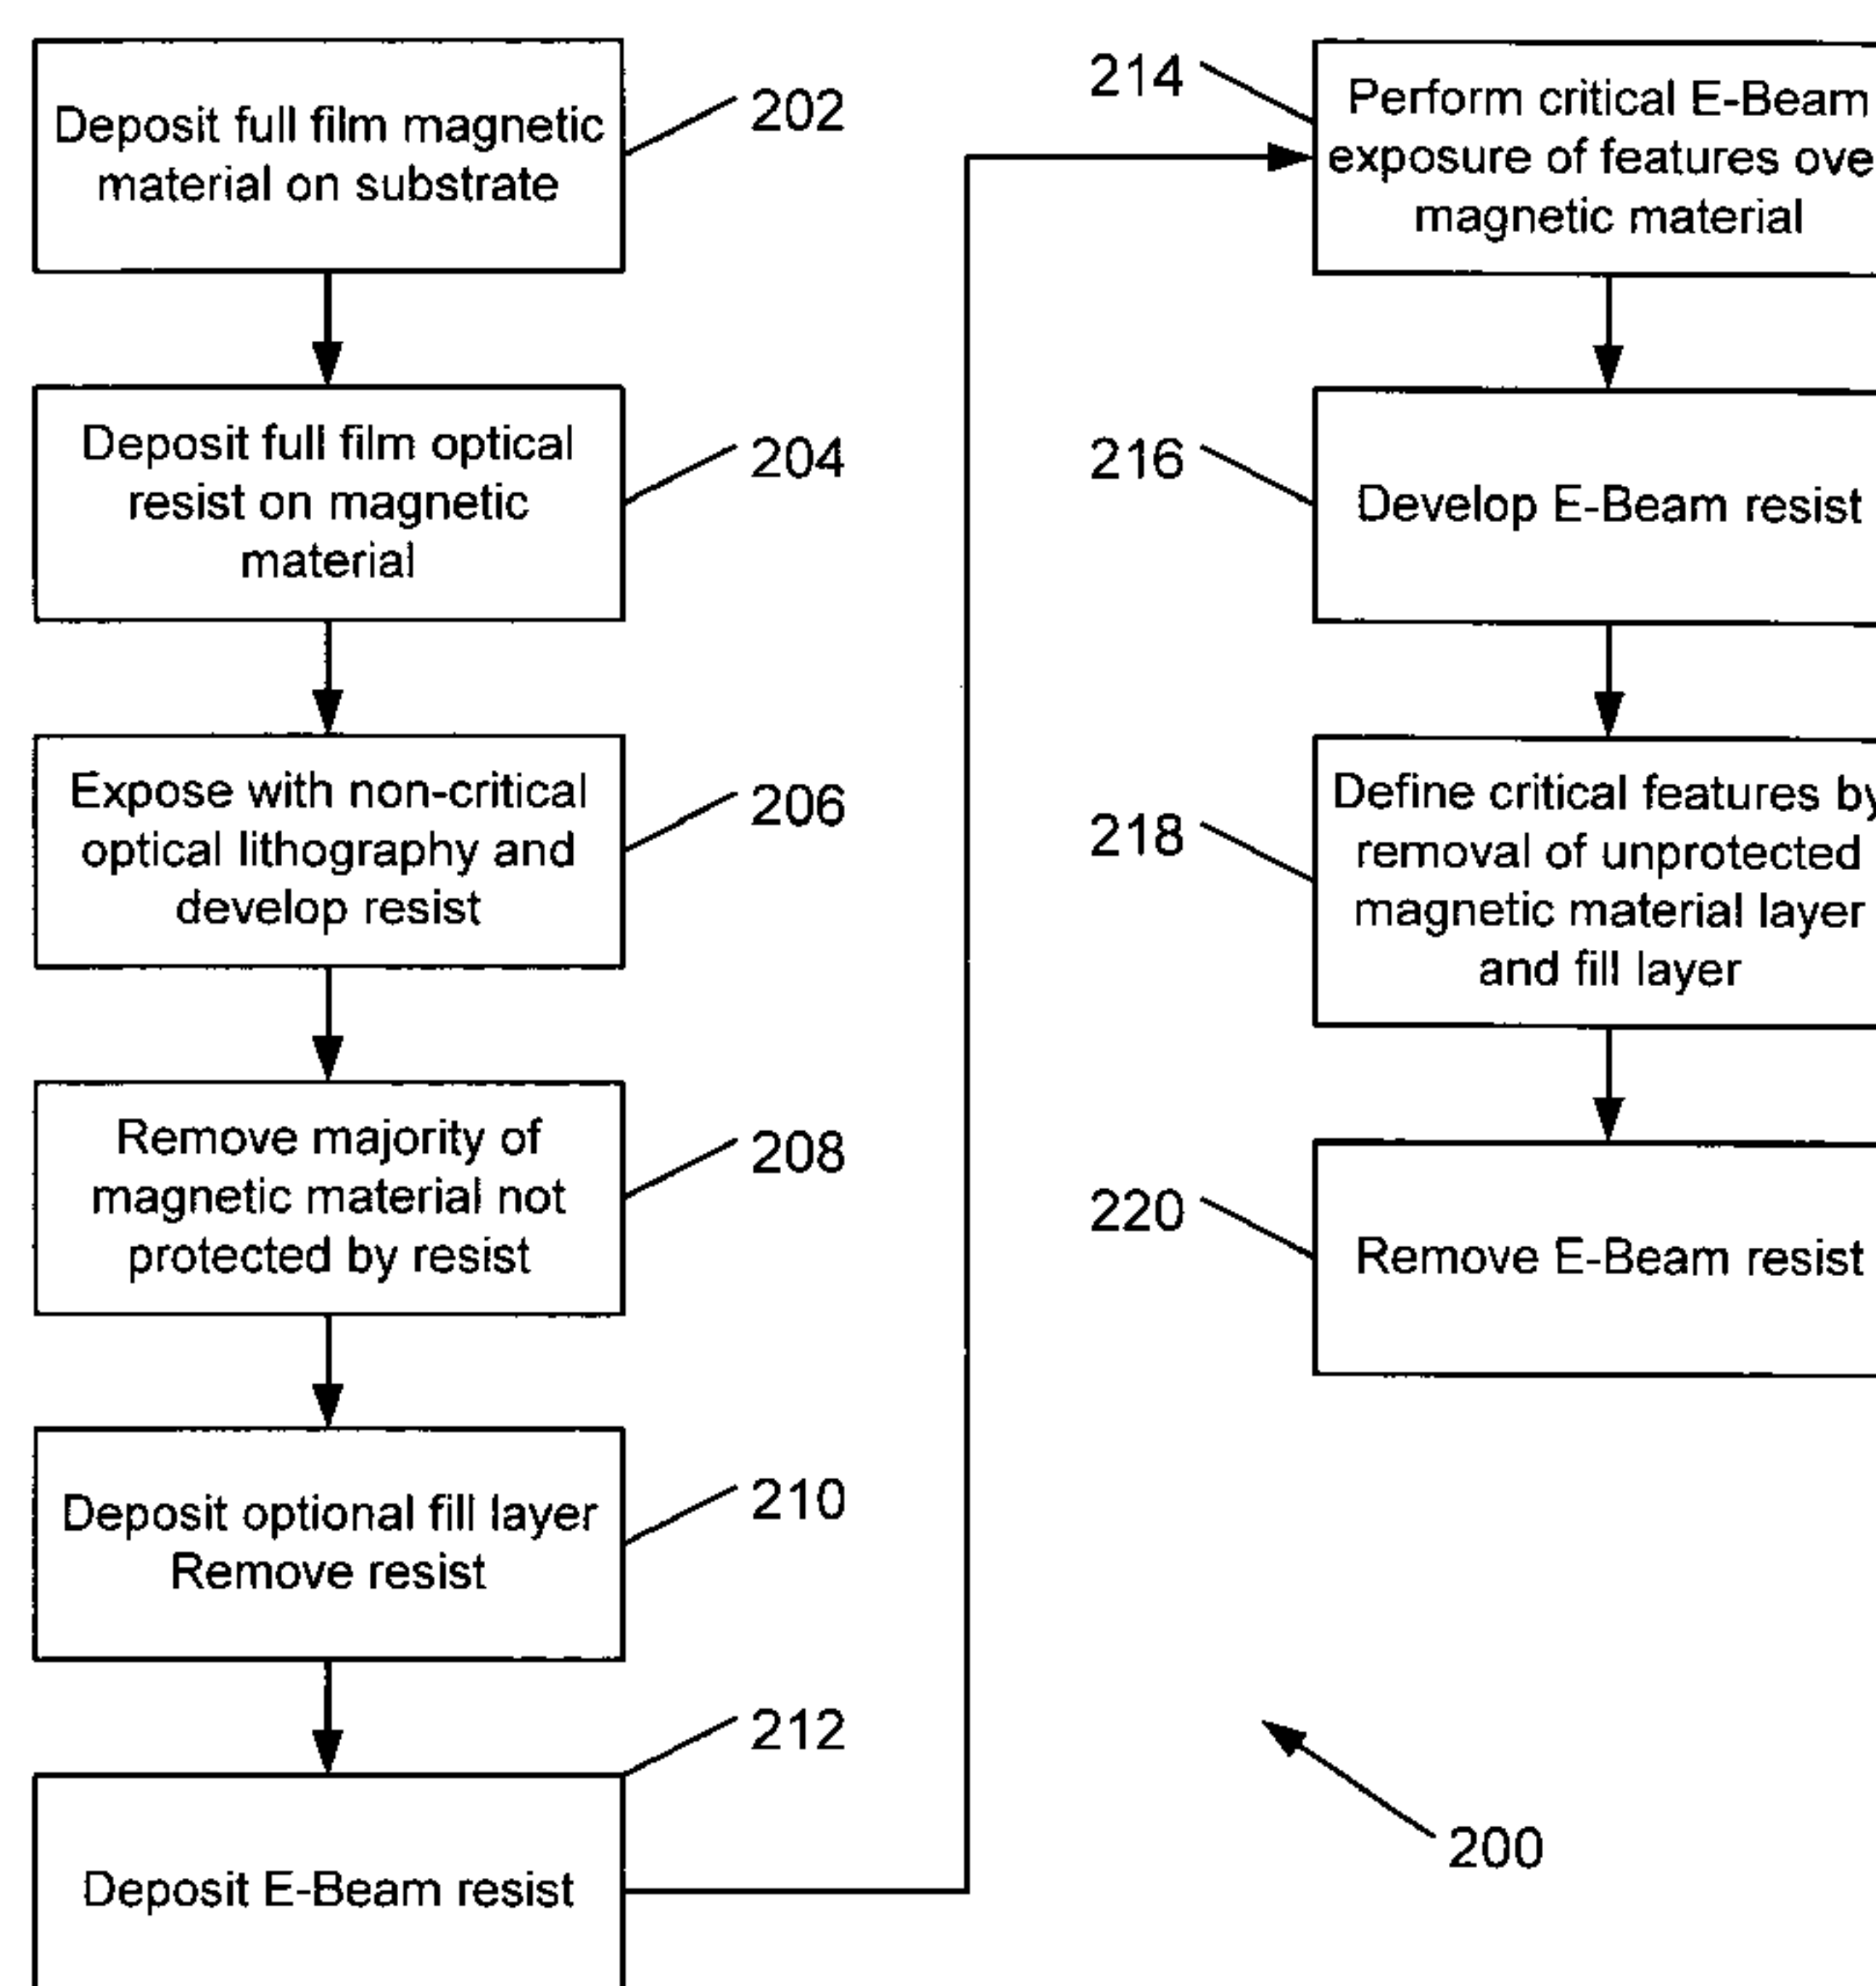 Deposit full film magnetic
material on substrate
202
Deposit full film optical
resist on magnetic
material
204
Expose with non-critical
optical lithography and
develop resist
206
Remove majority of
magnetic material not
protected by resist
208
Deposit optional fill layer
Remove resist
210
212
Deposit E-Beam resist
214
Perform critical E-Beam
exposure of features ove
magnetic material
216
Develop E-Beam resist
218
Define critical features by
removal of unprotected
magnetic material layer
and fill layer
220
Remove E-Beam resist
200